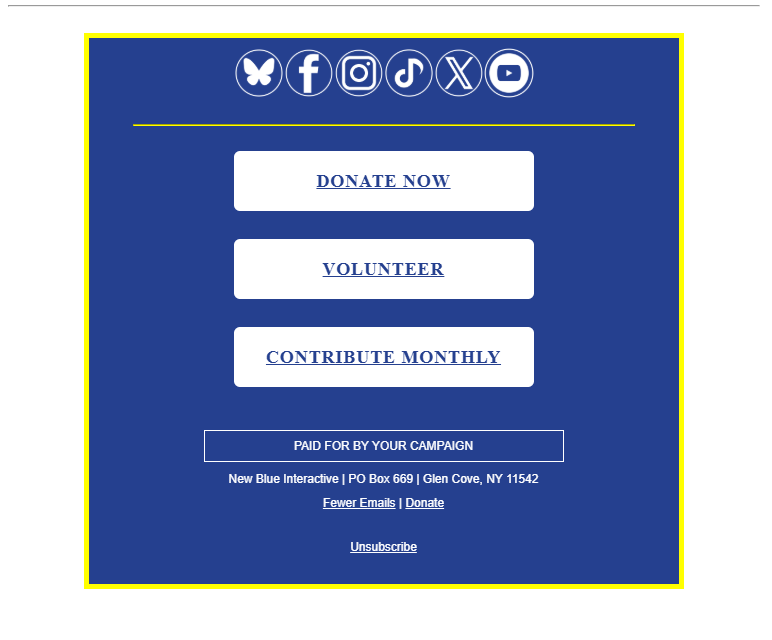 DONATE NOW
VOLUNTEER
CONTRIBUTE MONTHLY
PAID FOR BY YOUR CAMPAIGN
New Blue Interactive | PO Box 669 | Glen Cove, NY 11542
Fewer Emails | Donate
Unsubscribe